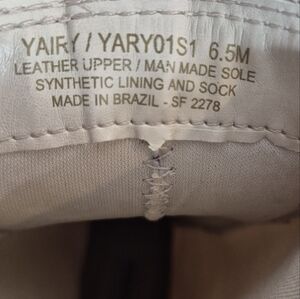 YAIRY / YARY01S1 6.5M
LEATHER UPPER / MAN MADE SOLE
SYNTHETIC LINING AND SOCK
MADE IN BRAZIL - SF 2278